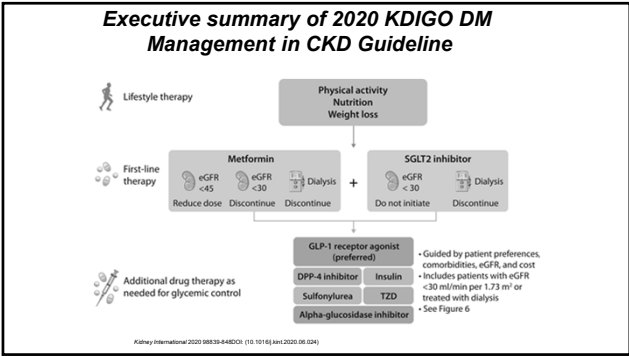 Executive summary of 2020 KDIGO DM
Management in CKD Guideline
Lifestyle therapy
Physical activity
Nutrition
Weight loss
First-line
therapy
Metformin
eGFR
<45
Reduce dose
eGFR
<30
Discontinue
Dialysis
Discontinue
+
SGLT2 inhibitor
eGFR
< 30
Do not initiate
Dialysis
Discontinue
Additional drug therapy as
needed for glycemic control
GLP-1 receptor agonist
(preferred)
DPP-4 inhibitor
Insulin
Sulfonylurea
TZD
Alpha-glucosidase inhibitor
• Guided by patient preferences,
comorbidities, eGFR, and cost
• Includes patients with eGFR
<30 ml/min per 1.73 m² or
treated with dialysis
• See Figure 6
Kidney International 2020 98839-848DOI: (10.1016/j.kint.2020.06.024)